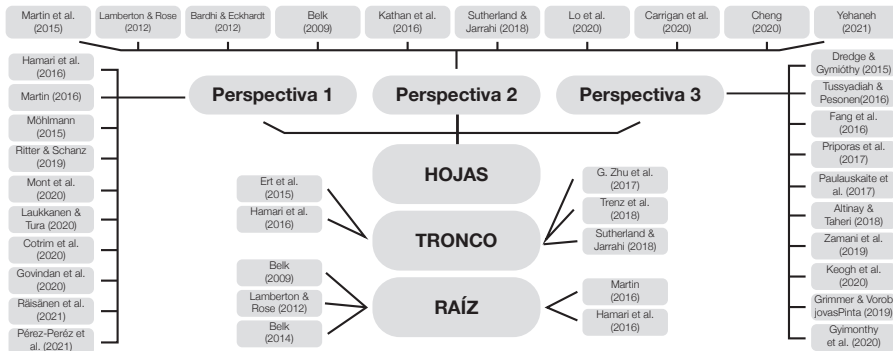 Martin et al.
(2015)
Lamberton & Rose
(2012)
Bardhi & Eckhardt
(2012)
Belk
(2009)
Kathan et al.
(2016)
Sutherland &
Jarrahi (2018)
Lo et al.
(2020)
Carrigan et al.
(2020)
Cheng
(2020)
Yehaneh
(2021)
Hamari et al.
(2016)
Martin (2016)
Möhlmann
(2015)
Ritter & Schanz
(2019)
Mont et al.
(2020)
Laukkanen &
Tura (2020)
Cotrim et al.
(2020)
Govindan et al.
(2020)
Räisänen et al.
(2021)
Pérez-Peréz et
al. (2021)
Perspectiva 1
Perspectiva 2
Perspectiva 3
HOJAS
TRONCO
RAÍZ
Ert et al.
(2015)
Hamari et al.
(2016)
Belk
(2009)
Lamberton &
Rose (2012)
Belk
(2014)
G. Zhu et al.
(2017)
Trenz et al.
(2018)
Sutherland &
Jarrahi (2018)
Martin
(2016)
Hamari et al.
(2016)
Dredge &
Gymióthy (2015)
Tussyadiah &
Pesonen(2016)
Fang et al.
(2016)
Priporas et al.
(2017)
Paulauskaite et
al. (2017)
Altinay &
Taheri (2018)
Zamani et al.
(2019)
Keogh et al.
(2020)
Grimmer & Vorob
jovasPinta (2019)
Gyimonthy
et al. (2020)